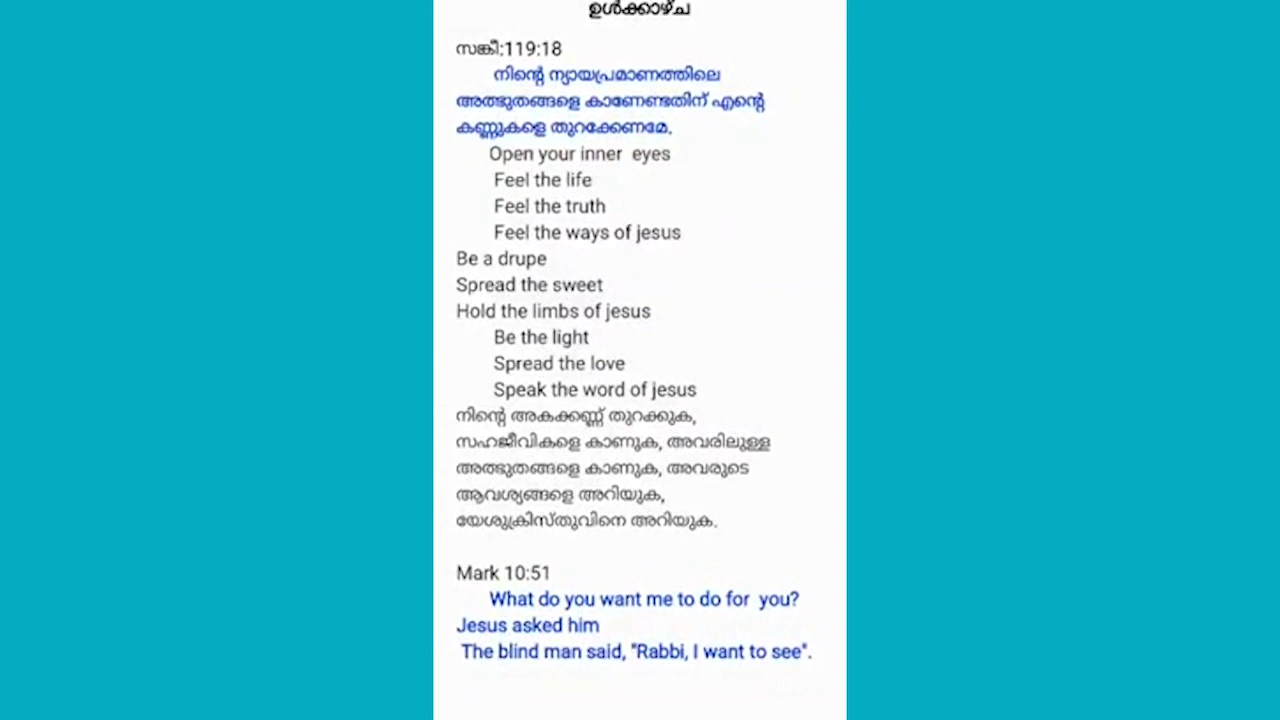 ഉൾക്കാഴ്ച
സങ്കീ:119:18
നിന്റെ ന്യായപ്രമാണത്തിലെ
അത്ഭുതങ്ങളെ കാണേണ്ടതിന് എന്റെ
കണ്ണുകളെ തുറക്കേണമേ.
Open your inner eyes
Feel the life
Feel the truth
Feel the ways of jesus
Be a drupe
Spread the sweet
Hold the limbs of jesus
Be the light
Spread the love
Speak the word of jesus
നിന്റെ അകക്കണ്ണ് തുറക്കുക,
സഹജീവികളെ കാണുക, അവരിലുള്ള
അത്ഭുതങ്ങളെ കാണുക, അവരുടെ
ആവശ്യങ്ങളെ അറിയുക,
യേശുക്രിസ്തുവിനെ അറിയുക.
Mark 10:51
What do you want me to do for you?
Jesus asked him
The blind man said, "Rabbi, I want to see".